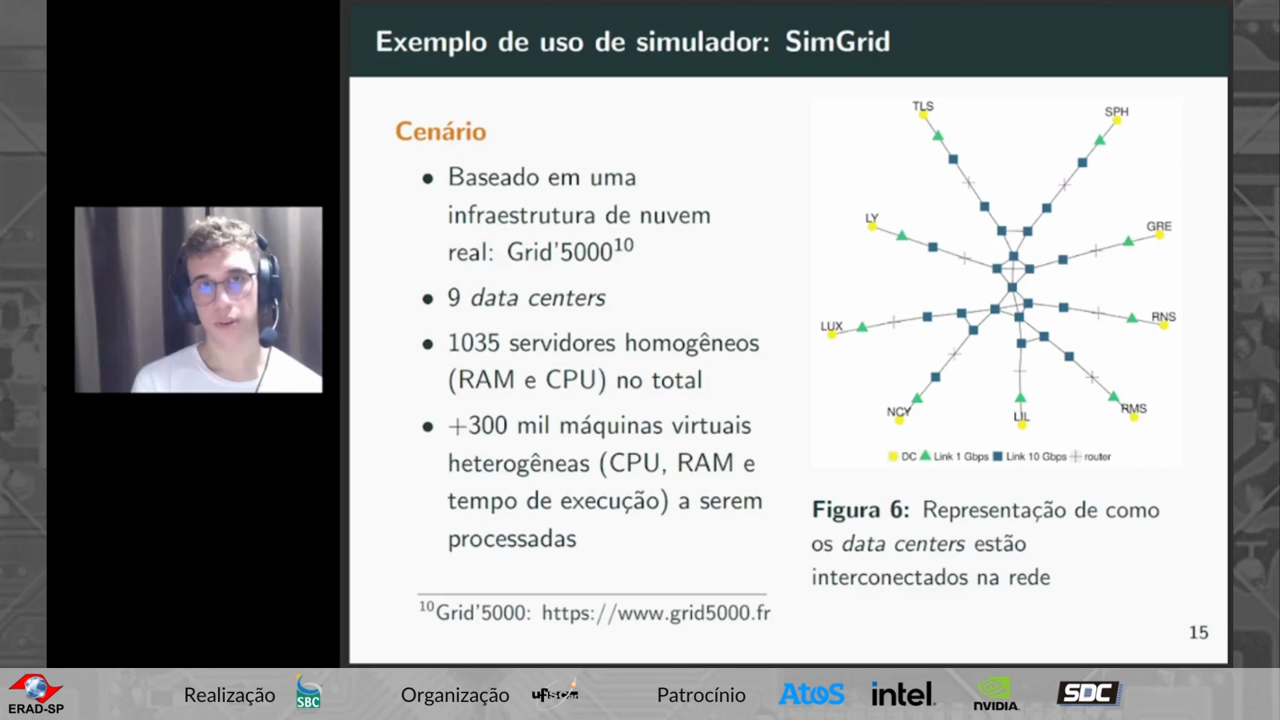 Exemplo de uso de simulador: SimGrid
Cenário
• Baseado em uma
infraestrutura de nuvem
real: Grid'5000¹⁰
• 9 data centers
• 1035 servidores homogêneos
(RAM e CPU) no total
• +300 mil máquinas virtuais
heterogêneas (CPU, RAM e
tempo de execução) a serem
processadas
¹⁰Grid'5000: https://www.grid5000.fr
TLS
SPH
LY
GRE
LUX
RNS
NCY
LIL
RMS
DC Link 1 Gbps Link 10 Gbps router
Figura 6: Representação de como
os data centers estão
interconectados na rede
15
ERAD-SP
Realização
SBC
Organização
ufscar
Patrocínio
Atos
intel.
NVIDIA.
SDC